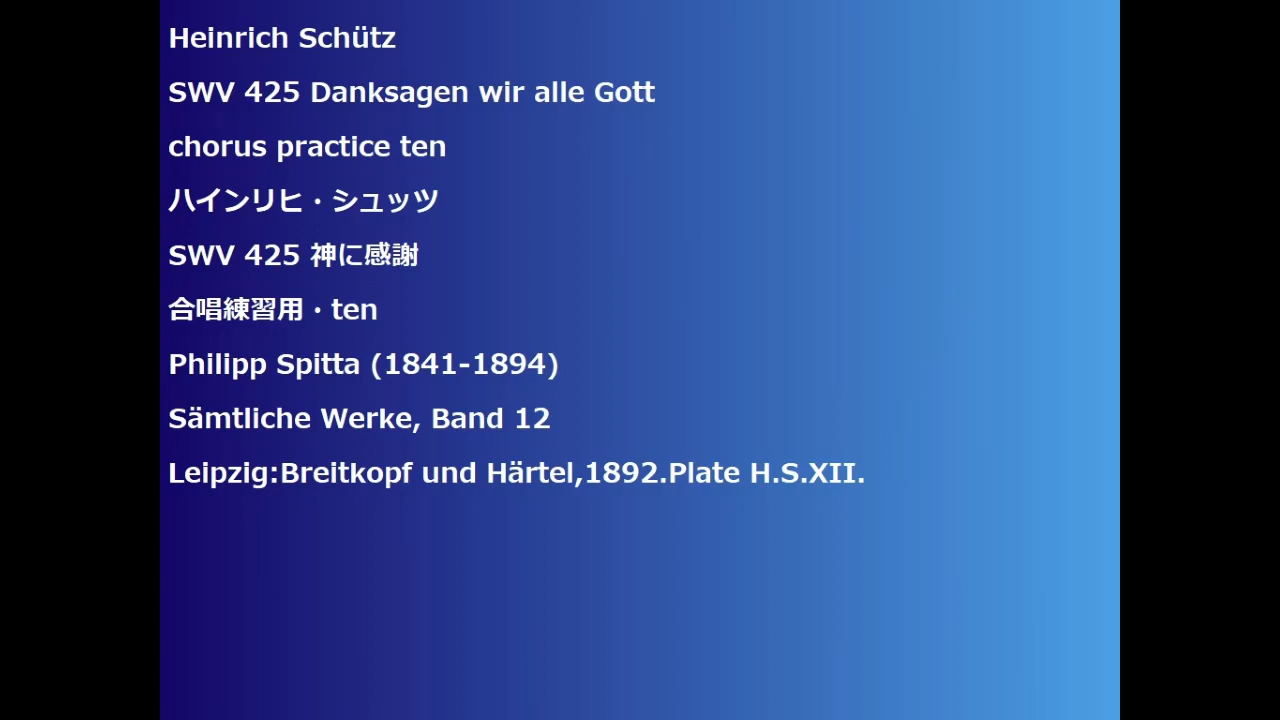 Heinrich Schütz
SWV 425 Danksagen wir alle Gott
chorus practice ten
ハインリヒ・シュッツ
SWV 425 神に感謝
合唱練習用・ten
Philipp Spitta (1841-1894)
Sämtliche Werke, Band 12
Leipzig:Breitkopf und Härtel,1892.Plate H.S.XII.